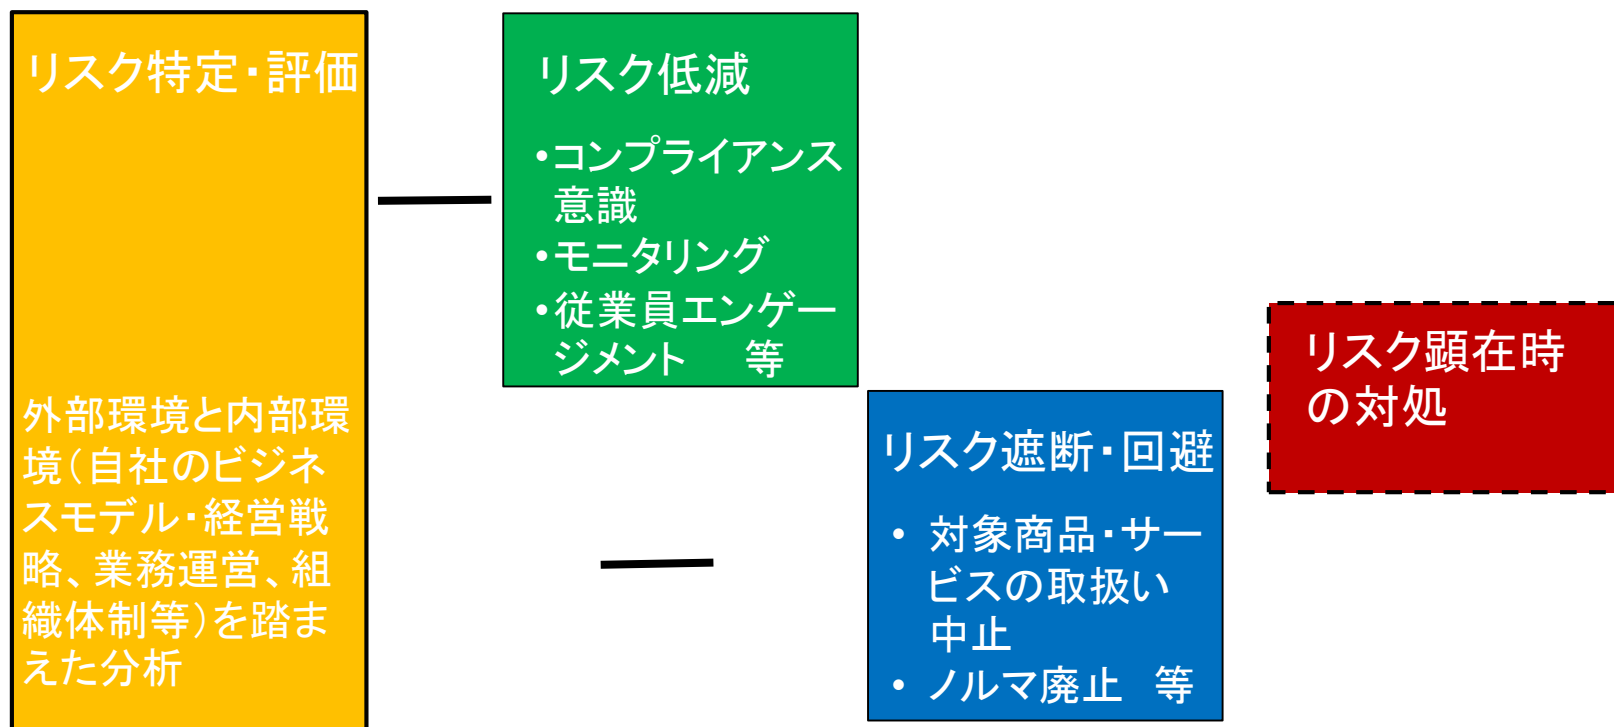 リスク特定・評価
外部環境と内部環
境（自社のビジネ
スモデル・経営戦
略、業務運営、組
織体制等）を踏ま
えた分析
リスク低減
・コンプライアンス
意識
・モニタリング
・従業員エンゲー
ジメント　等
リスク遮断・回避
• 対象商品・サー
ビスの取扱い
中止
• ノルマ廃止　等
リスク顕在時
の対処